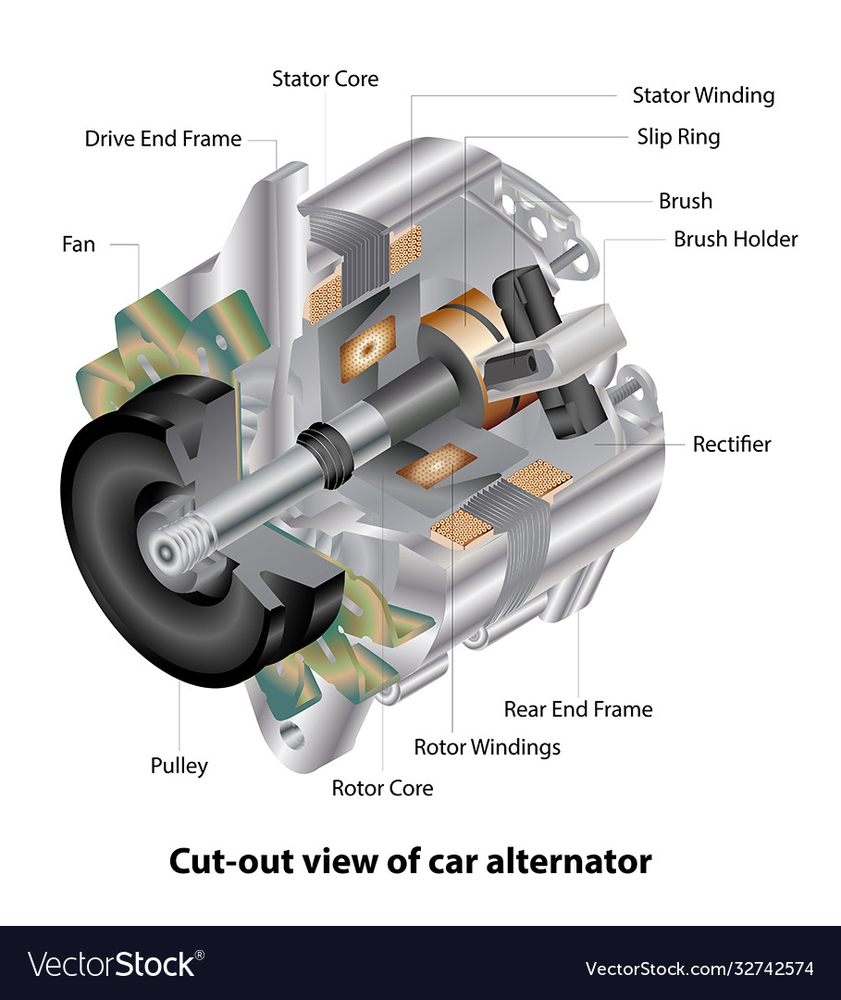 Stator Core
Stator Winding
Drive End Frame
Slip Ring
Brush
Fan
Brush Holder
Rectifier
Rear End Frame
Rotor Windings
Pulley
Rotor Core
Cut-out view of car alternator
VectorStock®
VectorStock.com/32742574